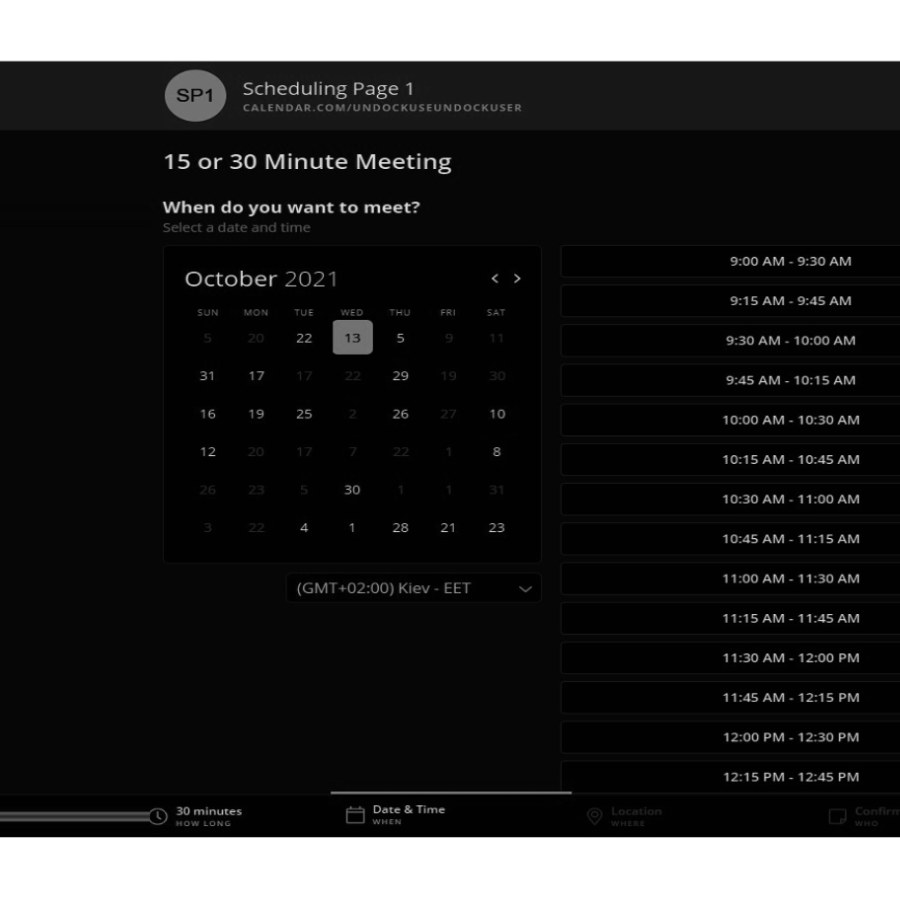 SP1
Scheduling Page 1
CALENDAR.COM/UNDOCKUSEUNDOCKUSER
15 or 30 Minute Meeting
When do you want to meet?
Select a date and time
October 2021
SUN MON TUE WED THU FRI SAT
5 20 22 13 5 9 11
31 17 17 22 29 19 30
16 19 25 2 26 27 10
12 20 17 7 22 1 8
26 23 5 30 1 1 31
3 22 4 1 28 21 23
(GMT+02:00) Kiev - EET
9:00 AM - 9:30 AM
9:15 AM - 9:45 AM
9:30 AM - 10:00 AM
9:45 AM - 10:15 AM
10:00 AM - 10:30 AM
10:15 AM - 10:45 AM
10:30 AM - 11:00 AM
10:45 AM - 11:15 AM
11:00 AM - 11:30 AM
11:15 AM - 11:45 AM
11:30 AM - 12:00 PM
11:45 AM - 12:15 PM
12:00 PM - 12:30 PM
12:15 PM - 12:45 PM
30 minutes
HOW LONG
Date & Time
WHEN
Location
WHERE
Confirm
WHO